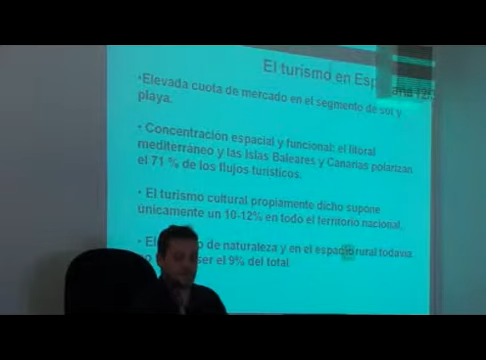 El turismo en Esp
•Elevada cuota de mercado en el segmento de sol y
playa.
• Concentración espacial y funcional: el litoral
mediterráneo y las Islas Baleares y Canarias polarizan
el 71 % de los flujos turísticos.
• El turismo cultural propiamente dicho supone
únicamente un 10-12% en todo el territorio nacional.
• El de naturaleza y en el espacio rural todavía
ser el 9% del total.